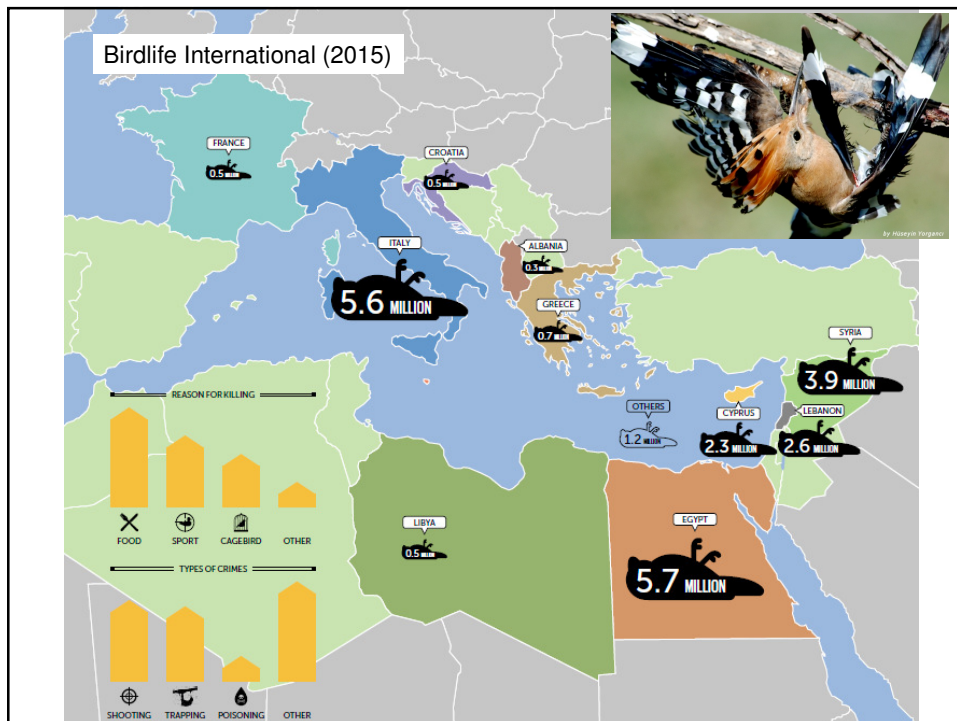 Birdlife International (2015)
by Hüseyin Yorgancı
FRANCE
0.5 MILLION
CROATIA
0.5 MILLION
ITALY
5.6 MILLION
ALBANIA
0.3 MILLION
GREECE
0.7 MILLION
SYRIA
3.9 MILLION
OTHERS
1.2 MILLION
CYPRUS
2.3 MILLION
LEBANON
2.6 MILLION
LIBYA
0.5 MILLION
EGYPT
5.7 MILLION
REASON FOR KILLING
FOOD SPORT CAGEBIRD OTHER
TYPES OF CRIMES
SHOOTING TRAPPING POISONING OTHER